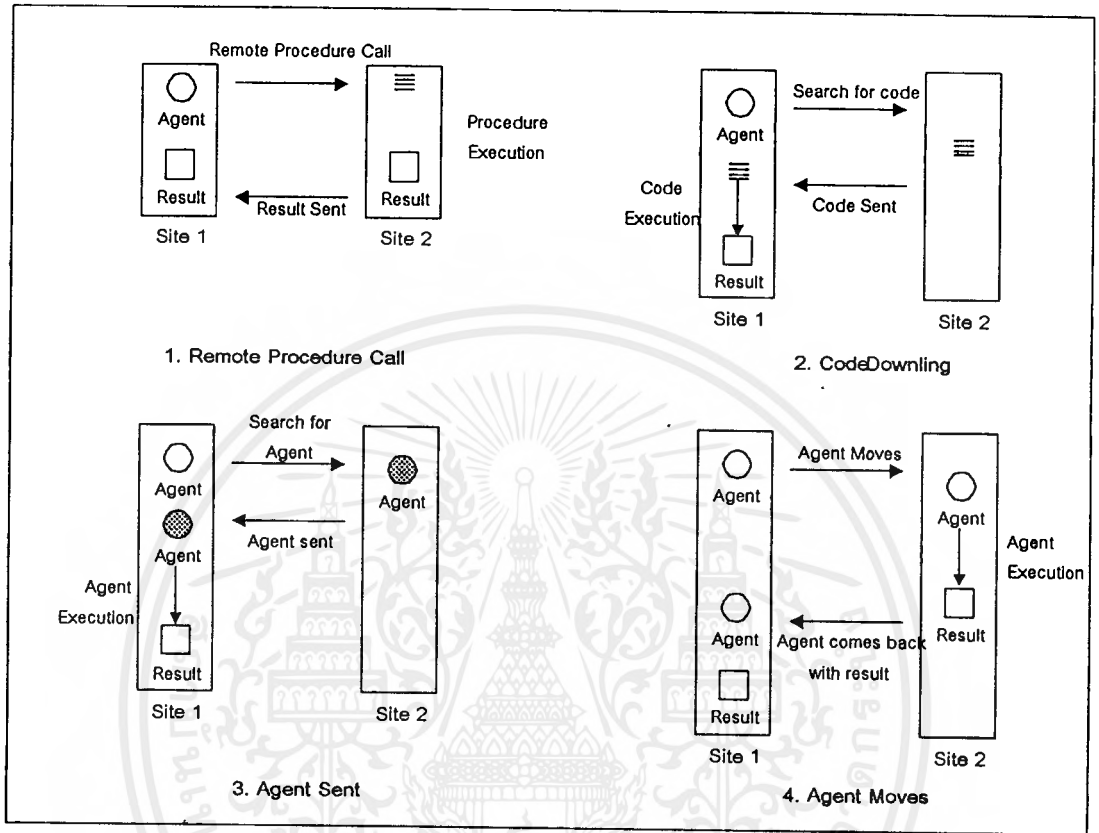 Remote Procedure Call
Agent
Procedure
Execution
Result
Result
Result Sent
Site 1
Site 2
1. Remote Procedure Call
Search for code
Agent
Code
Execution
Code Sent
Result
Site 1
Site 2
2. CodeDownling
Search for
Agent
Agent
Agent
Agent sent
Agent
Agent
Execution
Result
Site 1
Site 2
3. Agent Sent
Agent Moves
Agent
Agent
Agent
Execution
Agent
Agent comes back
with result
Result
Result
Site 1
Site 2
4. Agent Moves